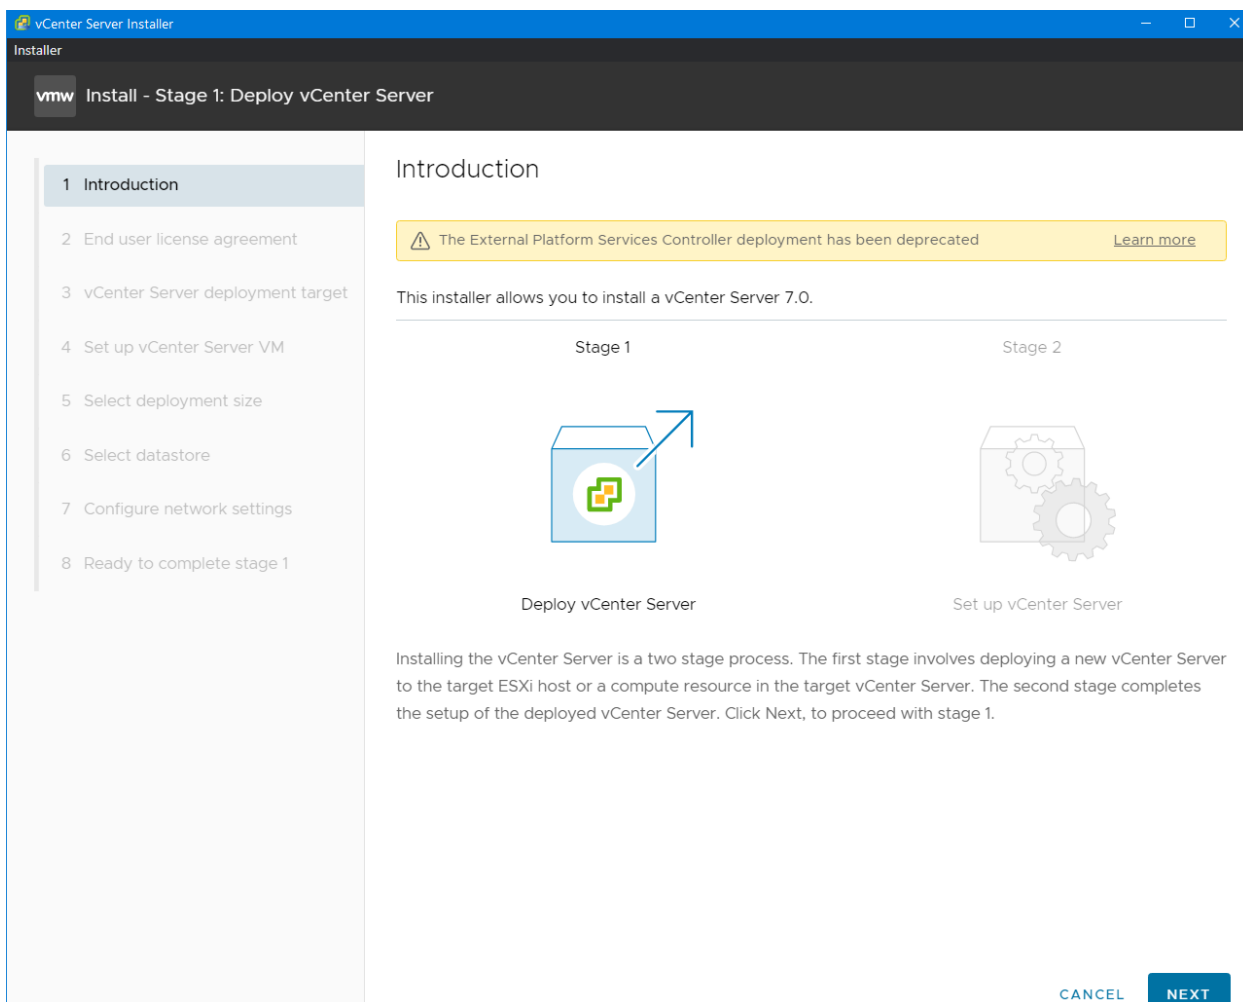 vCenter Server Installer
Installer
vmw Install - Stage 1: Deploy vCenter Server
1 Introduction
2 End user license agreement
3 vCenter Server deployment target
4 Set up vCenter Server VM
5 Select deployment size
6 Select datastore
7 Configure network settings
8 Ready to complete stage 1
Introduction
The External Platform Services Controller deployment has been deprecated Learn more
This installer allows you to install a vCenter Server 7.0.
Stage 1 Stage 2
Deploy vCenter Server Set up vCenter Server
Installing the vCenter Server is a two stage process. The first stage involves deploying a new vCenter Server
to the target ESXi host or a compute resource in the target vCenter Server. The second stage completes
the setup of the deployed vCenter Server. Click Next, to proceed with stage 1.
CANCEL NEXT